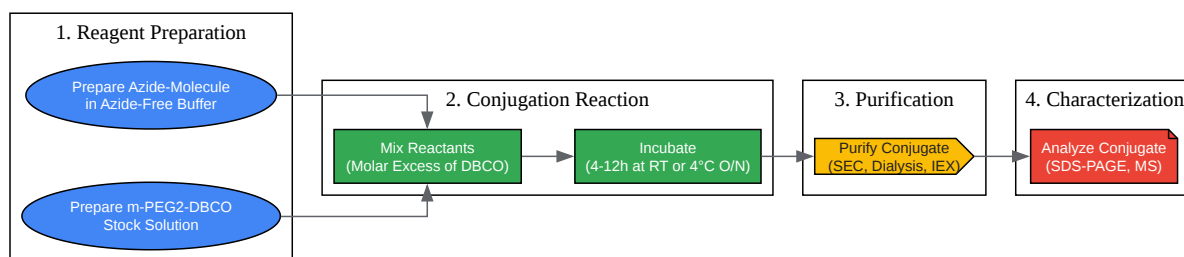 1. Reagent Preparation
Prepare Azide-Molecule
in Azide-Free Buffer
Prepare m-PEG2-DBCO
Stock Solution
2. Conjugation Reaction
Mix Reactants
(Molar Excess of DBCO)
Incubate
(4-12h at RT or 4°C O/N)
3. Purification
Purify Conjugate
(SEC, Dialysis, IEX)
4. Characterization
Analyze Conjugate
(SDS-PAGE, MS)